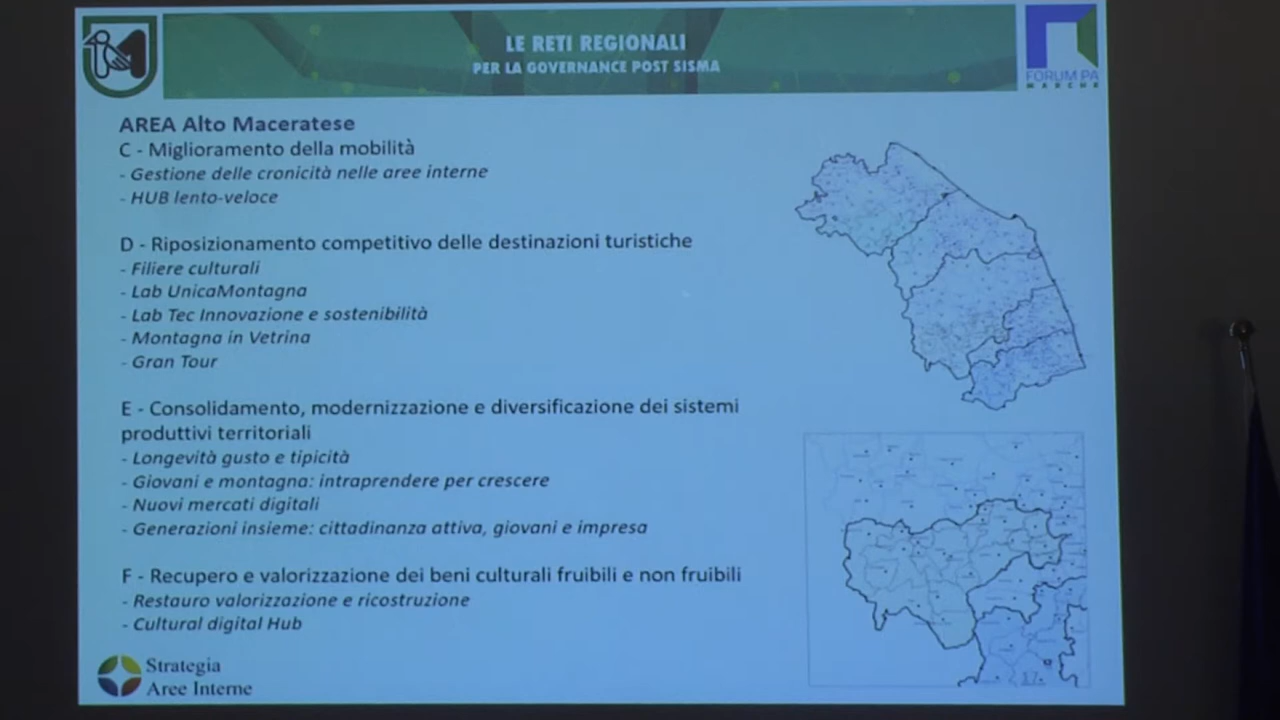 LE RETI REGIONALI
PER LA GOVERNANCE POST SISMA
FORUM PA
MARCHE
AREA Alto Maceratese
C - Miglioramento della mobilità
- Gestione delle cronicità nelle aree interne
- HUB lento-veloce
D - Riposizionamento competitivo delle destinazioni turistiche
- Filiere culturali
- Lab UnicaMontagna
- Lab Tec Innovazione e sostenibilità
- Montagna in Vetrina
- Gran Tour
E - Consolidamento, modernizzazione e diversificazione dei sistemi
produttivi territoriali
- Longevità gusto e tipicità
- Giovani e montagna: intraprendere per crescere
- Nuovi mercati digitali
- Generazioni insieme: cittadinanza attiva, giovani e impresa
F - Recupero e valorizzazione dei beni culturali fruibili e non fruibili
- Restauro valorizzazione e ricostruzione
- Cultural digital Hub
Strategia
Aree Interne